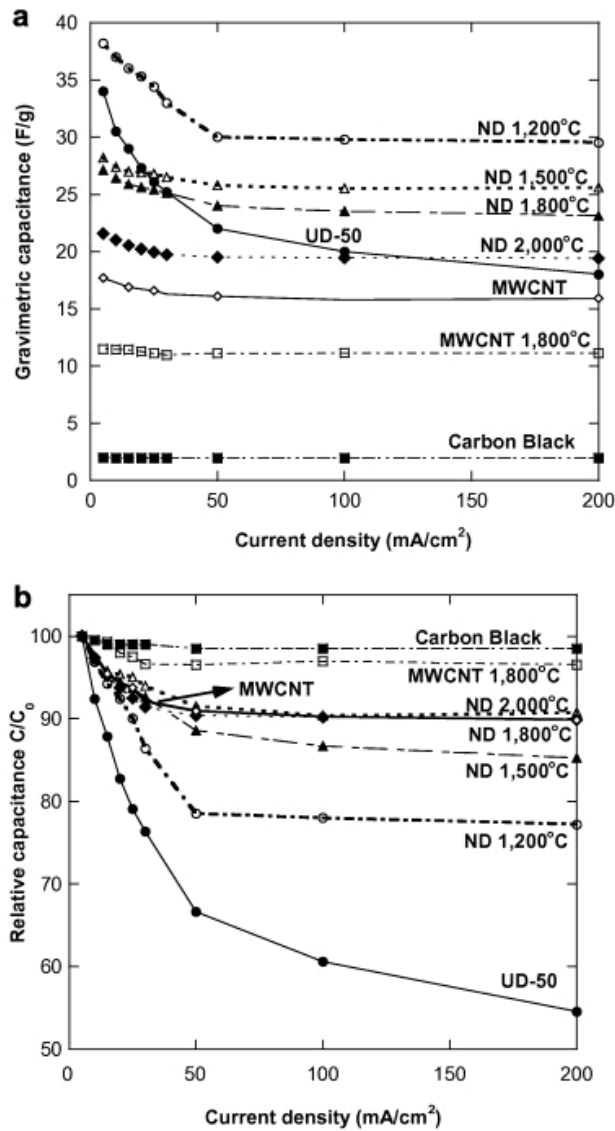 a
40
35
30
25
20
15
10
5
2
0
Gravimetric capacitance (F/g)
ND 1,200°C
ND 1,500°C
ND 1,800°C
UD-50
ND 2,000°C
MWCNT
MWCNT 1,800°C
Carbon Black
0 50 100 150 200
Current density (mA/cm²)
b
100
90
80
70
60
50
Relative capacitance C/C₀
Carbon Black
MWCNT 1,800°C
MWCNT
ND 2,000°C
ND 1,800°C
ND 1,500°C
ND 1,200°C
UD-50
0 50 100 150 200
Current density (mA/cm²)